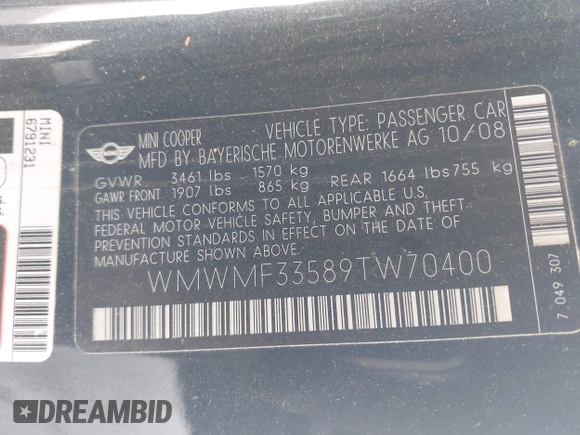 MINI COOPER VEHICLE TYPE: PASSENGER CAR
MFD BY BAYERISCHE MOTORENWERKE AG 10/08
GVWR 3461 lbs 1570 kg
GAWR FRONT 1907 lbs 865 kg REAR 1664 lbs 755 kg
THIS VEHICLE CONFORMS TO ALL APPLICABLE U.S.
FEDERAL MOTOR VEHICLE SAFETY, BUMPER AND THEFT
PREVENTION STANDARDS IN EFFECT ON THE DATE OF
MANUFACTURE SHOWN ABOVE.
WMWMF33589TW70400
7 049 307
MINI
6791231
DREAMBID